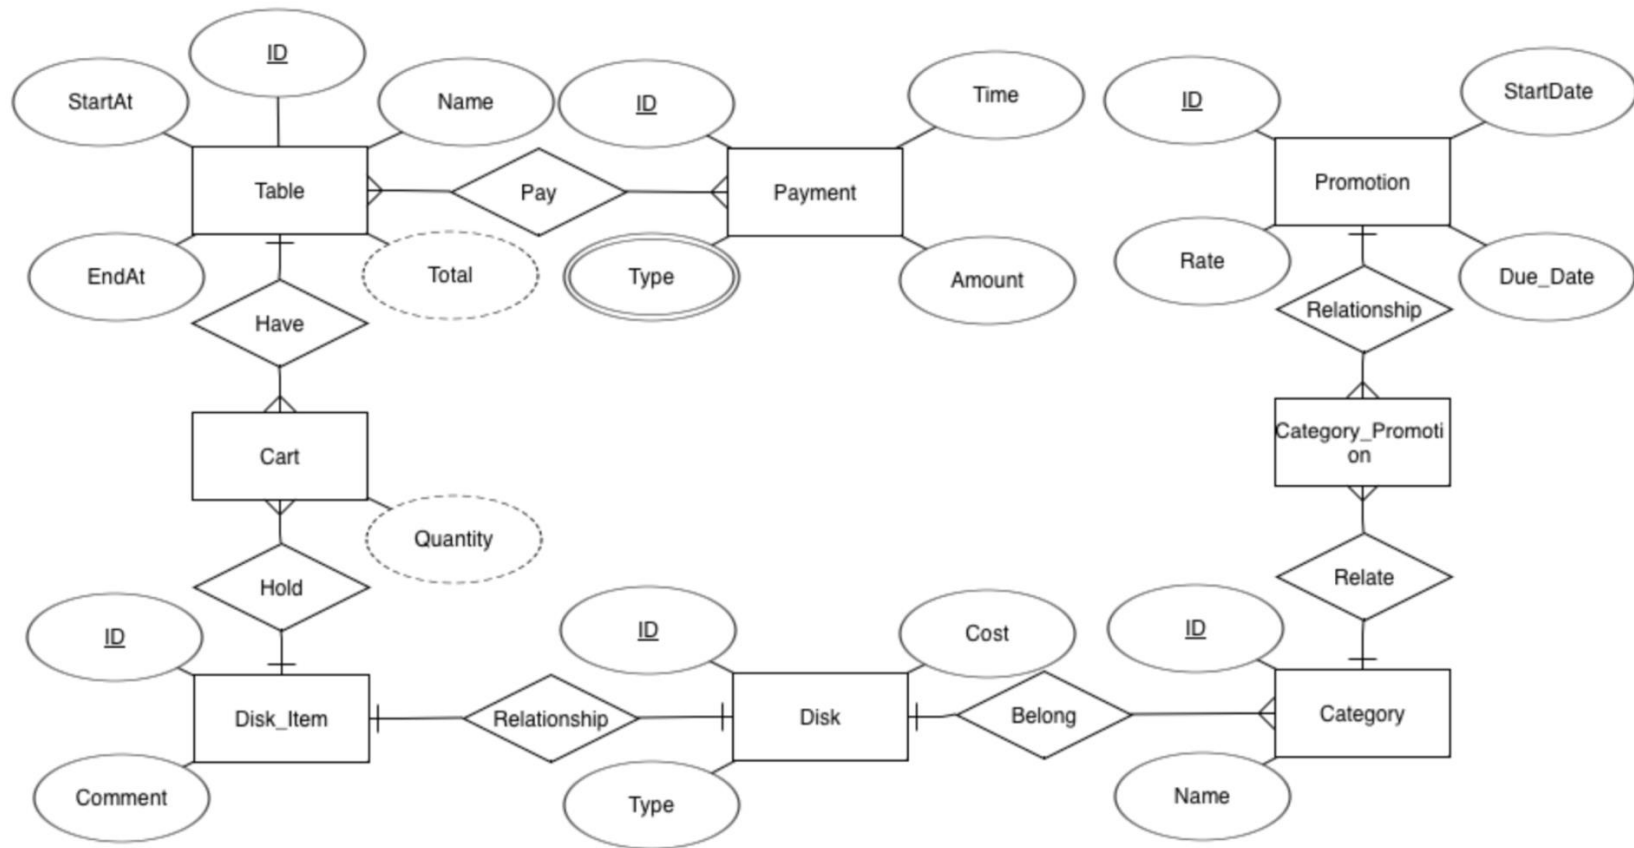 ID
StartAt
Name
ID
Time
ID
StartDate
Table
Pay
Payment
Promotion
EndAt
Total
Type
Amount
Rate
Due_Date
Have
Relationship
Cart
Category_Promoti
on
Quantity
Hold
Relate
ID
ID
Cost
ID
Disk_Item
Relationship
Disk
Belong
Category
Comment
Type
Name